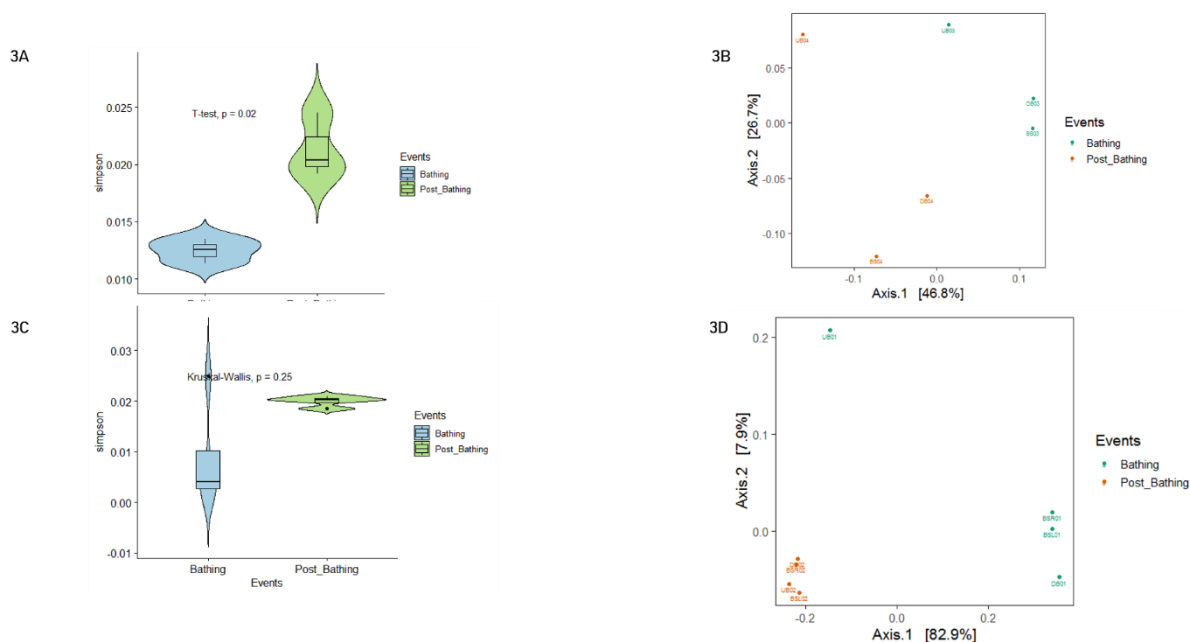 3A
T-test, p = 0.02
0.025
0.020
0.015
0.010
simpson
Events
Bathing
Post_Bathing
3B
UB04
UB03
DB03
BS03
DB04
BS04
0.05
0.00
-0.05
-0.10
Axis.2 [26.7%]
-0.1
0.0
0.1
Axis.1 [46.8%]
Events
Bathing
Post_Bathing
3C
Kruskal-Wallis, p = 0.25
0.03
0.02
0.01
0.00
-0.01
simpson
Bathing
Post_Bathing
Events
Events
Bathing
Post_Bathing
3D
UB01
BSR01
BSL01
DB01
BSR02
UB02
BSL02
0.2
0.1
0.0
Axis.2 [7.9%]
-0.2
0.0
0.2
Axis.1 [82.9%]
Events
Bathing
Post_Bathing